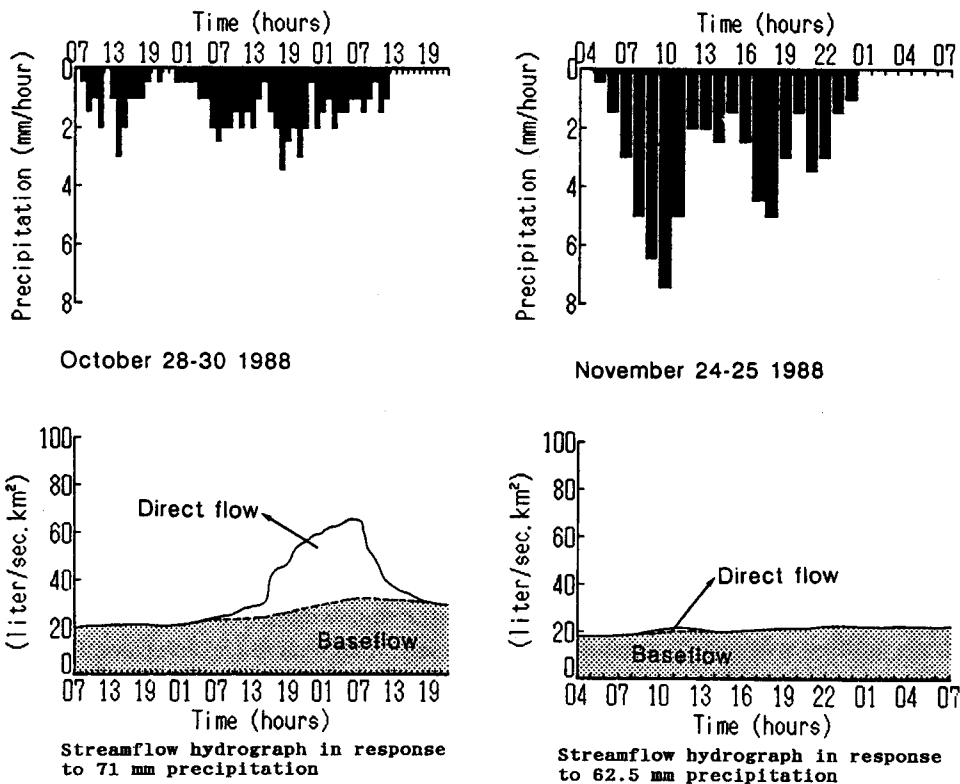 Time (hours)
07 13 19 01 07 13 19 01 07 13 19
0
2
4
6
8
Precipitation (mm/hour)
October 28-30 1988
Time (hours)
04 07 10 13 16 19 22 01 04 07
0
2
4
6
8
Precipitation (mm/hour)
November 24-25 1988
100
80
60
40
20
0
(liter/sec.km²)
Direct flow
Baseflow
07 13 19 01 07 13 19 01 07 13 19
Time (hours)
Streamflow hydrograph in response
to 71 mm precipitation
100
80
60
40
20
0
(liter/sec.km²)
Direct flow
Baseflow
04 07 10 13 16 19 22 01 04 07
Time (hours)
Streamflow hydrograph in response
to 62.5 mm precipitation